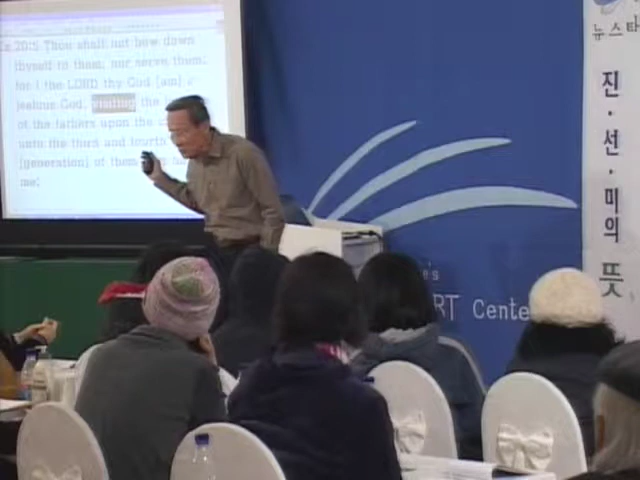 20:5 Thou shalt not bow down
thyself to them, nor serve them:
for I the LORD thy God [am] a
jealous God, visiting the
of the fathers upon the
unto the third and fourth
[generation] of them
me;
뉴스타
진·선·미의 뜻
's
RT Cente